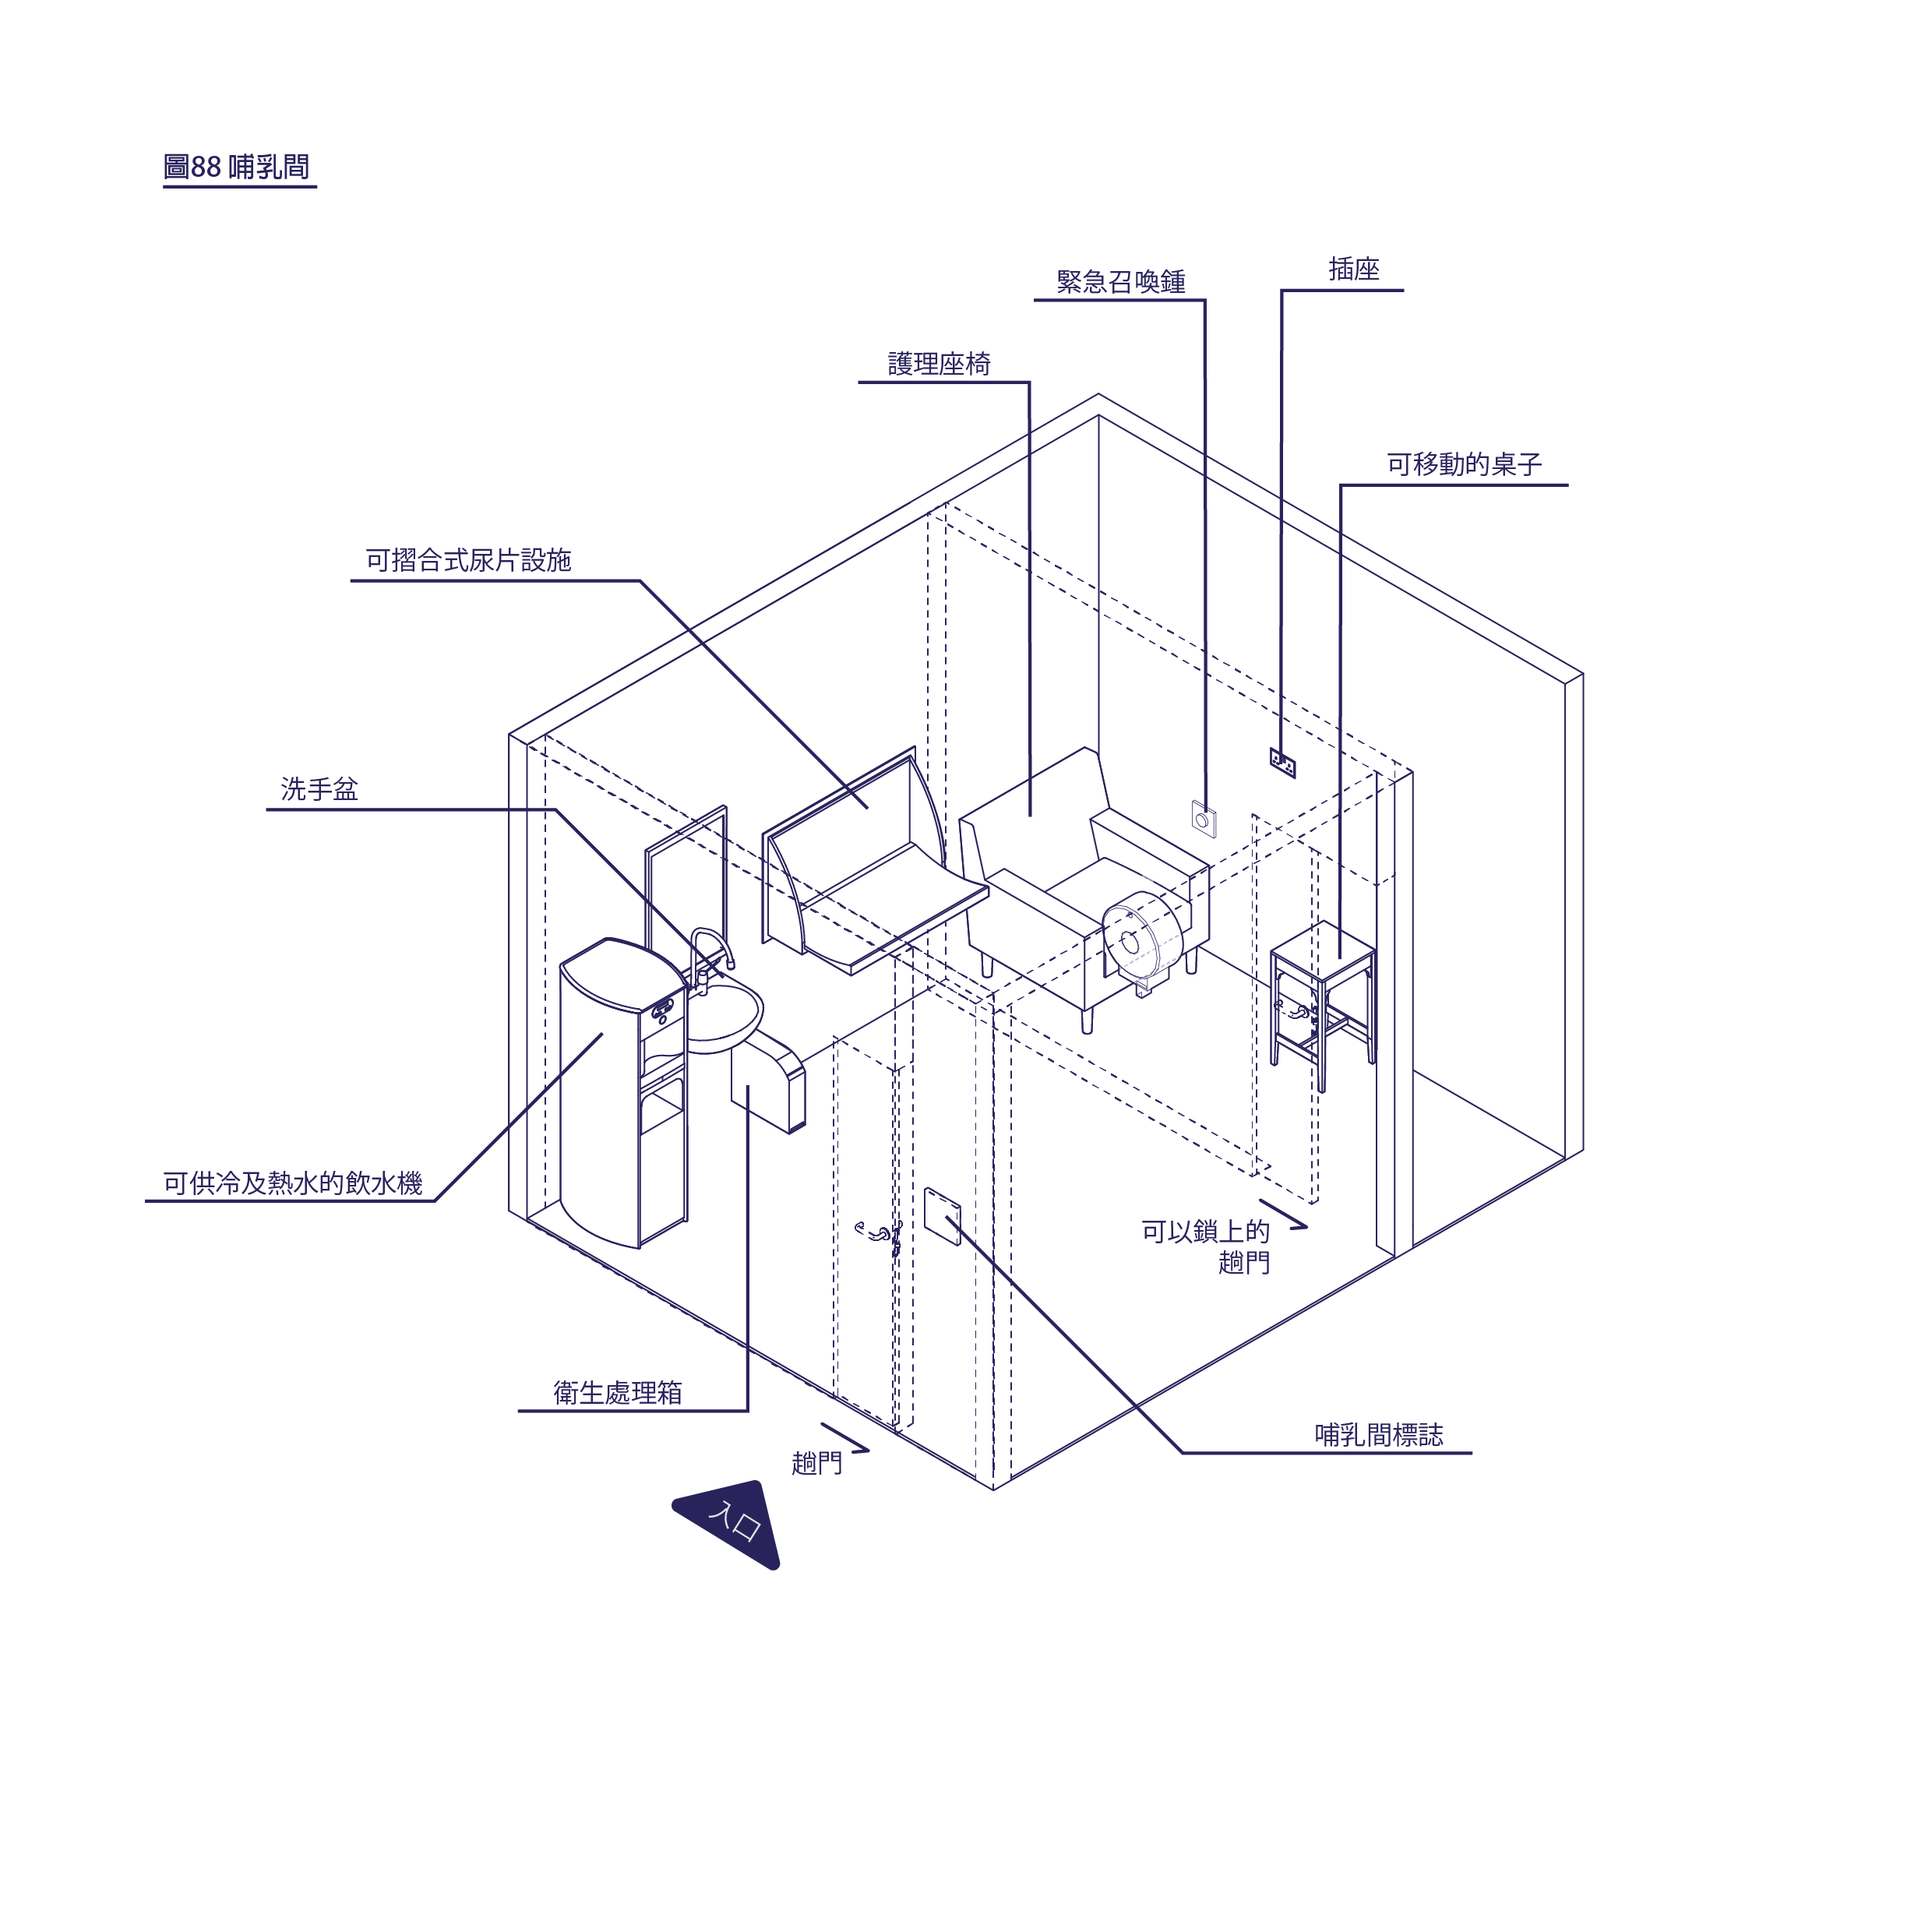 圖88 哺乳間
插座
緊急召喚鍾
護理座椅
可移動的桌子
可摺合式尿片設施
洗手盆
可供冷及熱水的飲水機
可以鎖上的
趟門
衛生處理箱
哺乳間標誌
趟門
入口